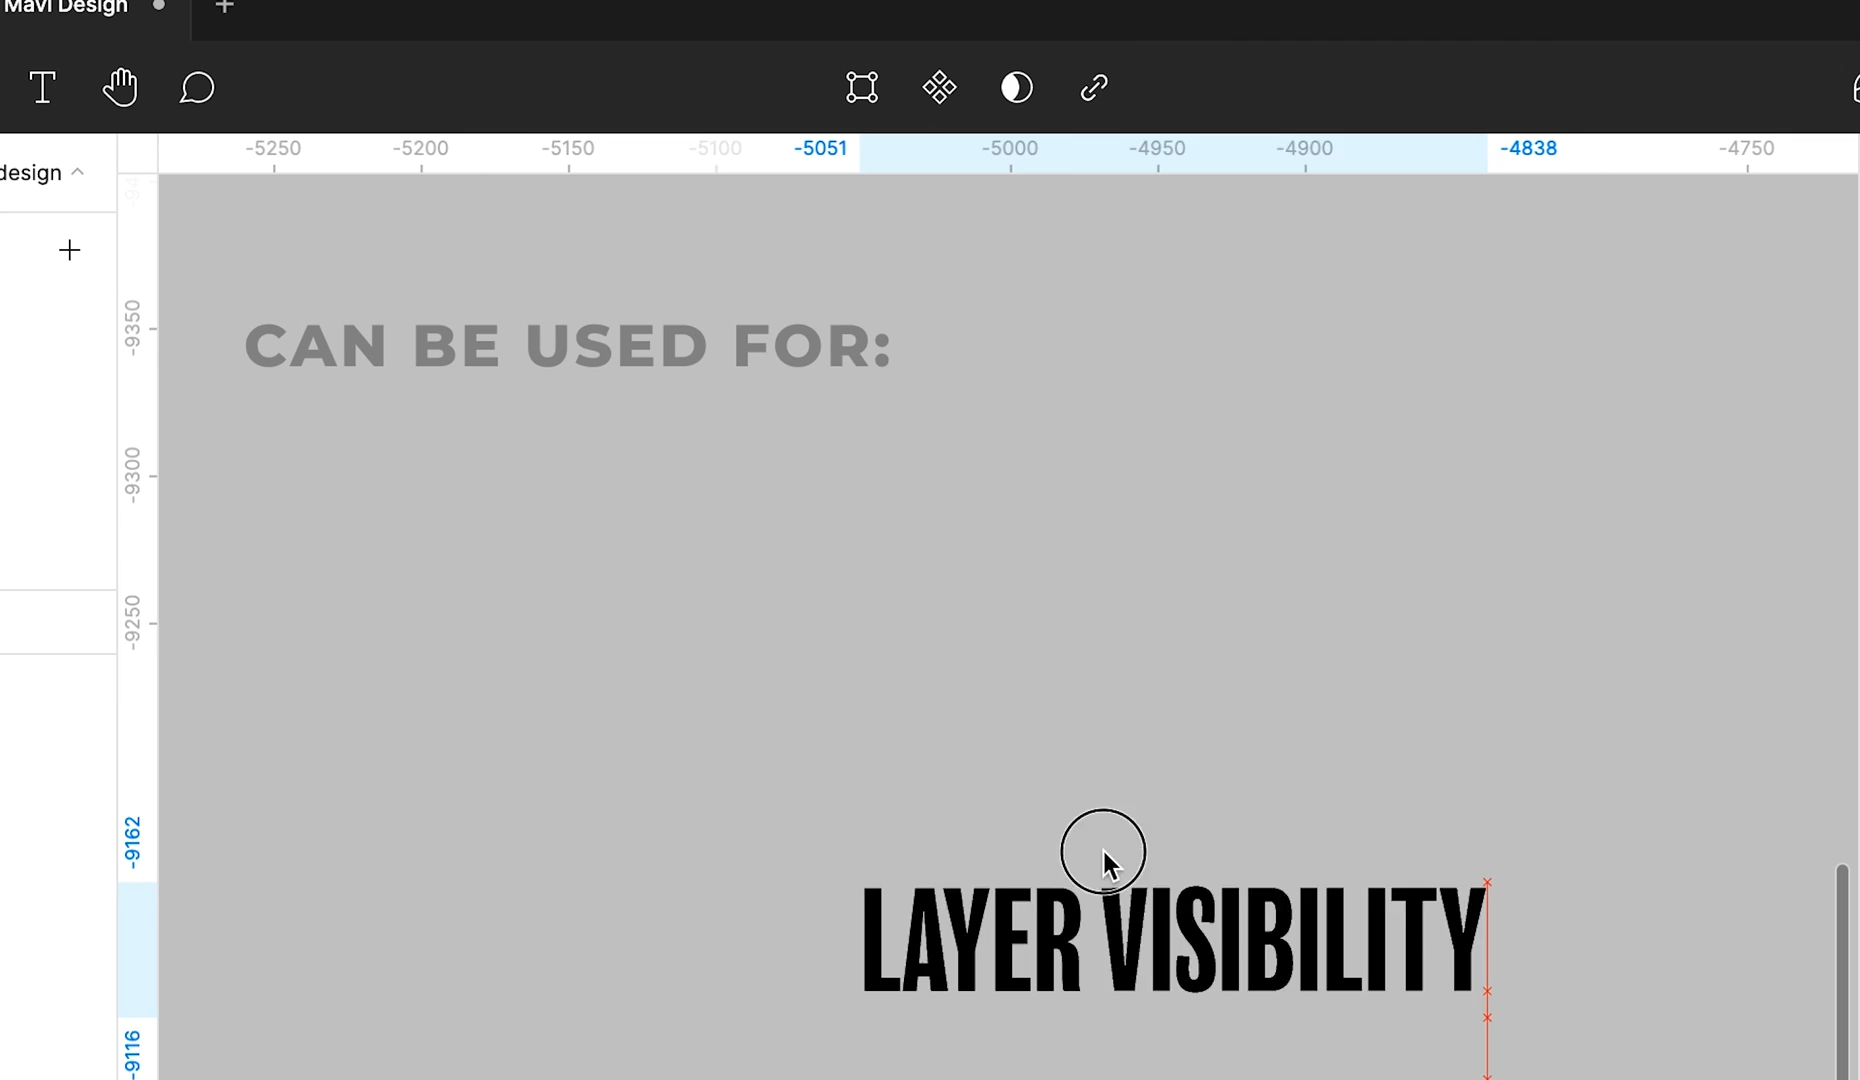 Mavi Design
-5250 -5200 -5150 -5100 -5051 -5000 -4950 -4900 -4838 -4750
design
-9350
CAN BE USED FOR:
-9300
-9250
-9162
LAYER VISIBILITY
-9116